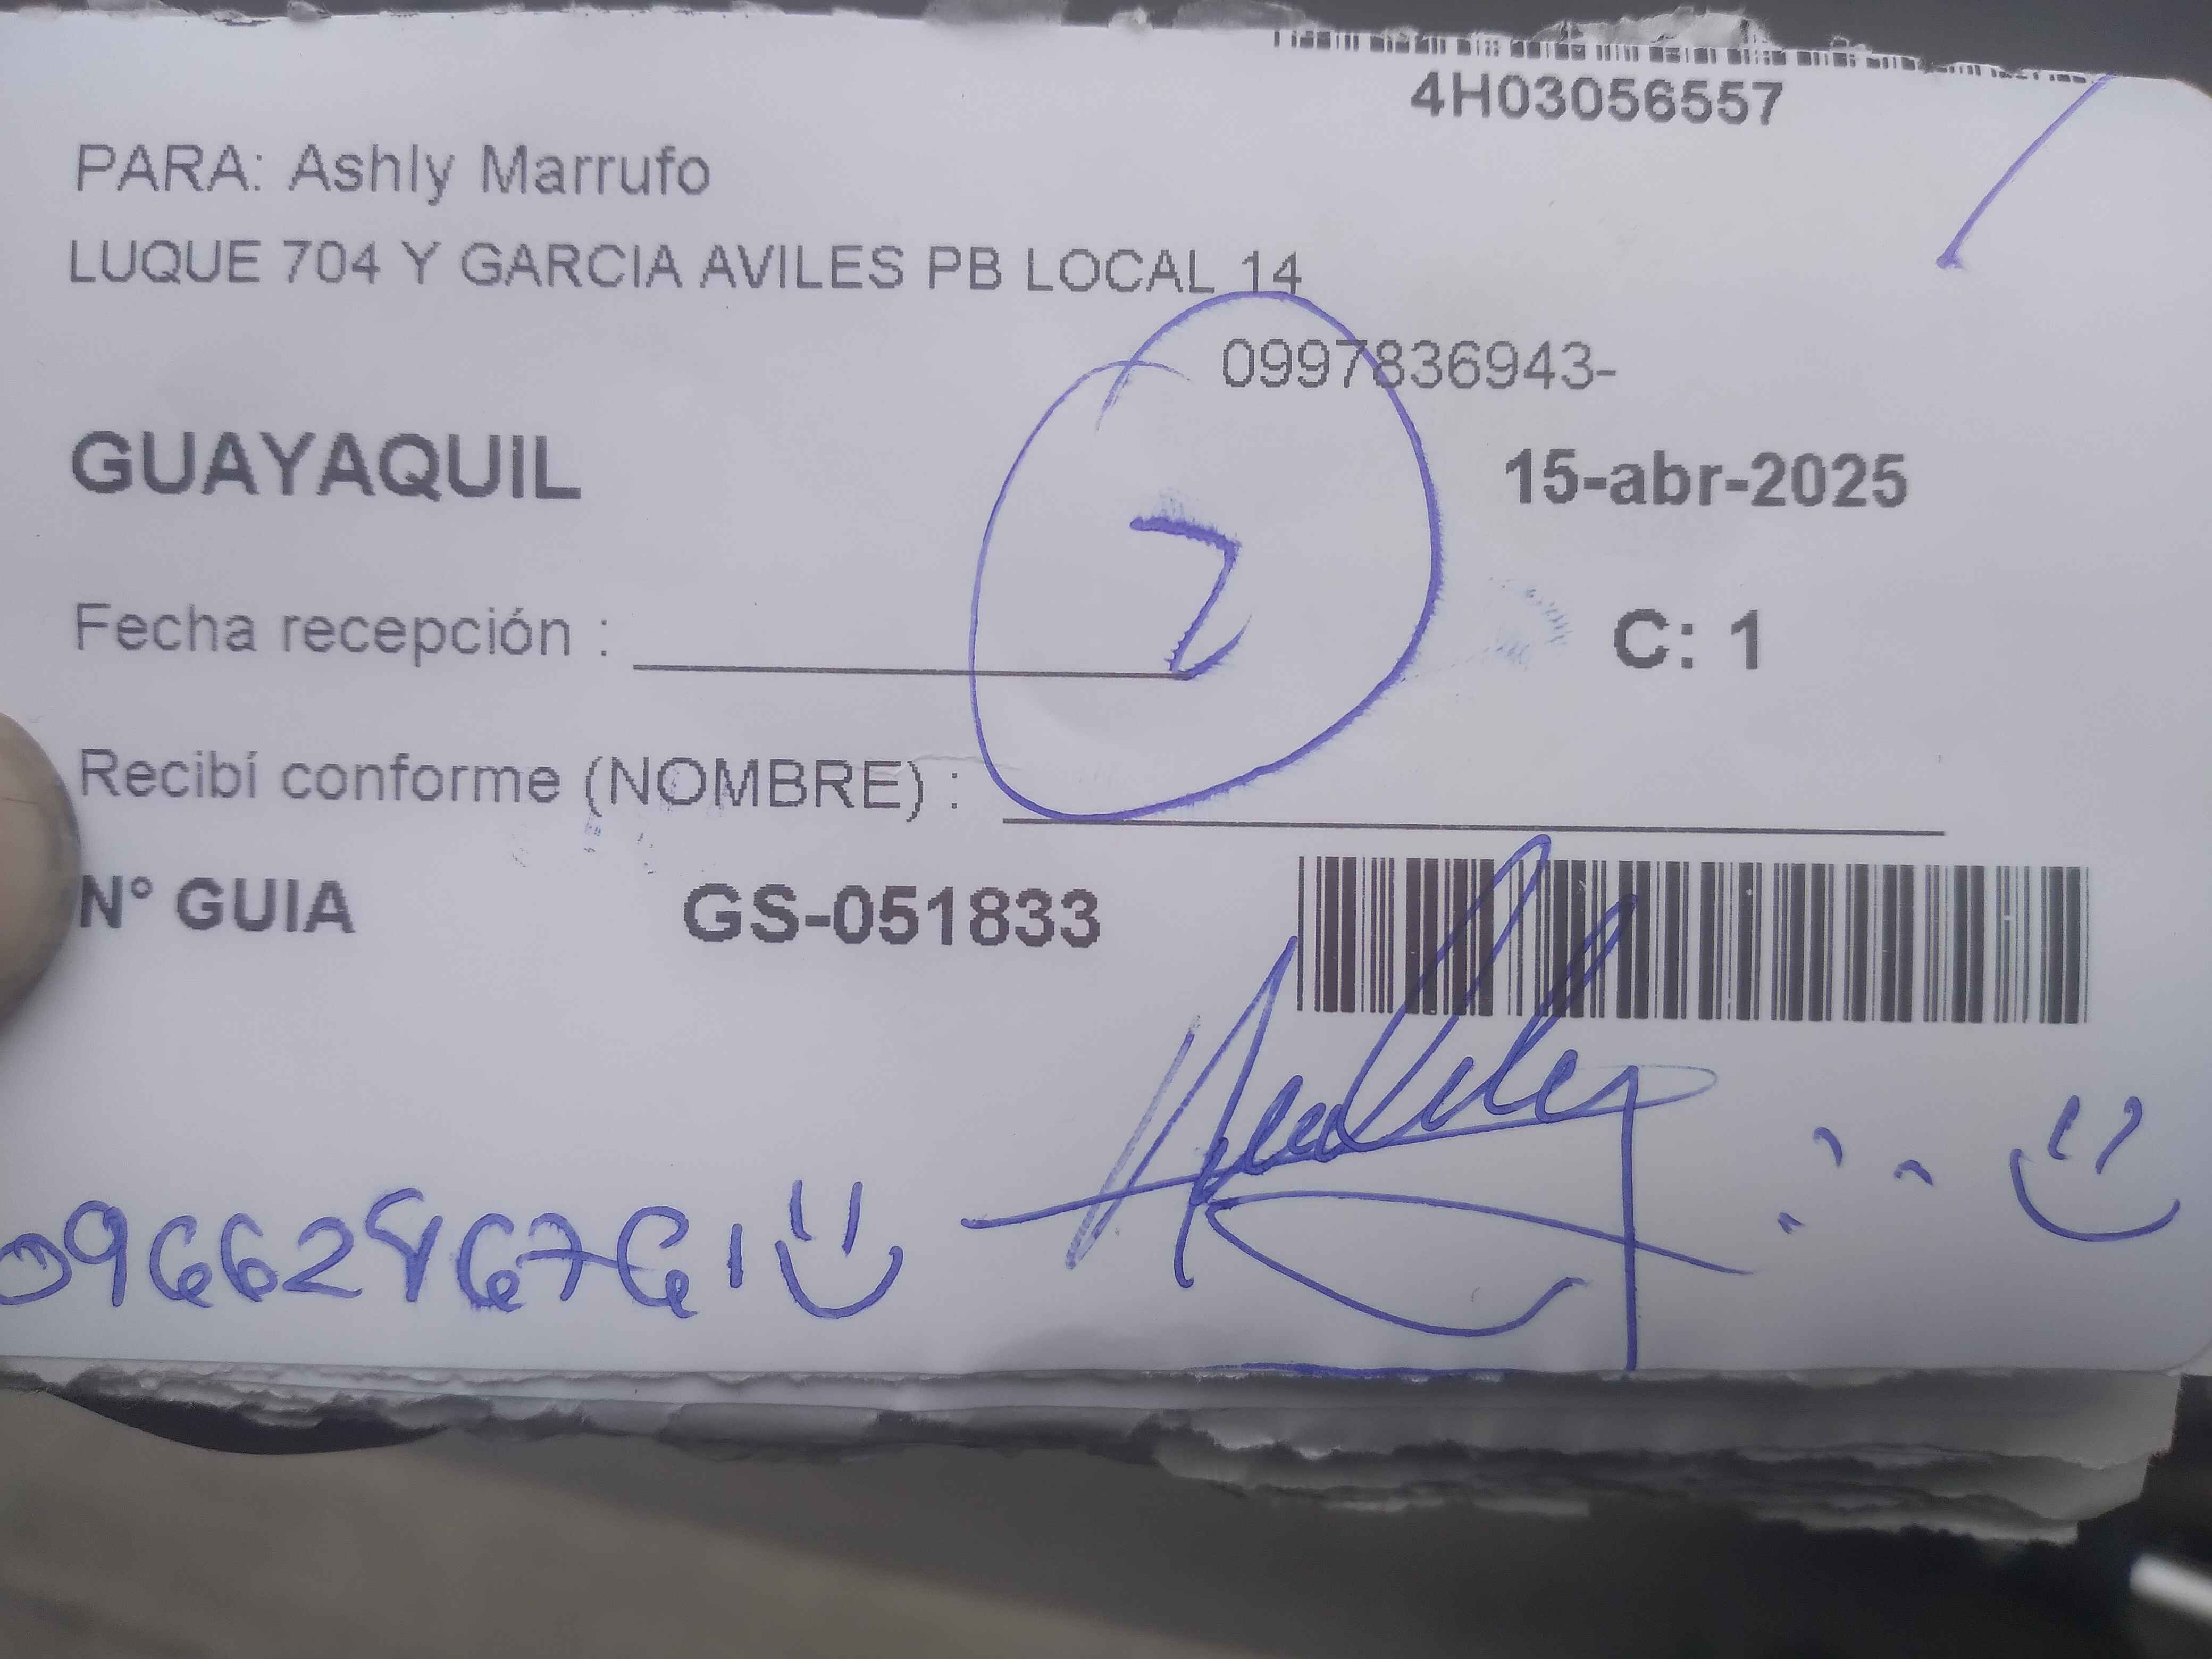 4H03056557
PARA: Ashly Marrufo
LUQUE 704 Y GARCIA AVILES PB LOCAL 14
0997836943-
GUAYAQUIL
15-abr-2025
Fecha recepción :
C: 1
Recibí conforme (NOMBRE) :
N° GUIA GS-051833